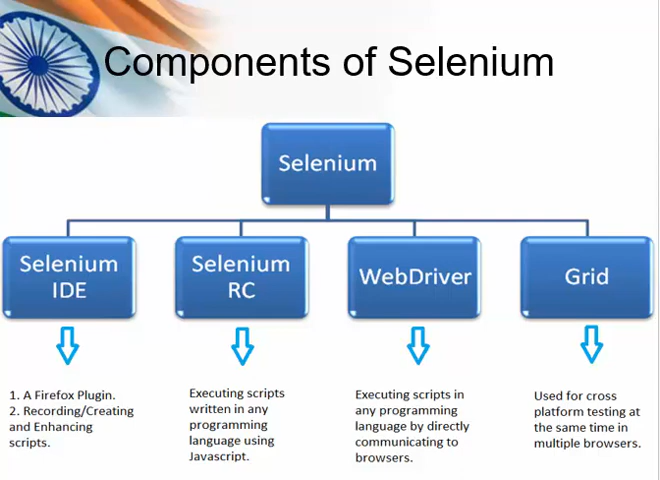 Components of Selenium
Selenium
Selenium
IDE
Selenium
RC
WebDriver
Grid
1. A Firefox Plugin.
2. Recording/Creating
and Enhancing
scripts.
Executing scripts
written in any
programming
language using
Javascript.
Executing scripts in
any programming
language by directly
communicating to
browsers.
Used for cross
platform testing at
the same time in
multiple browsers.